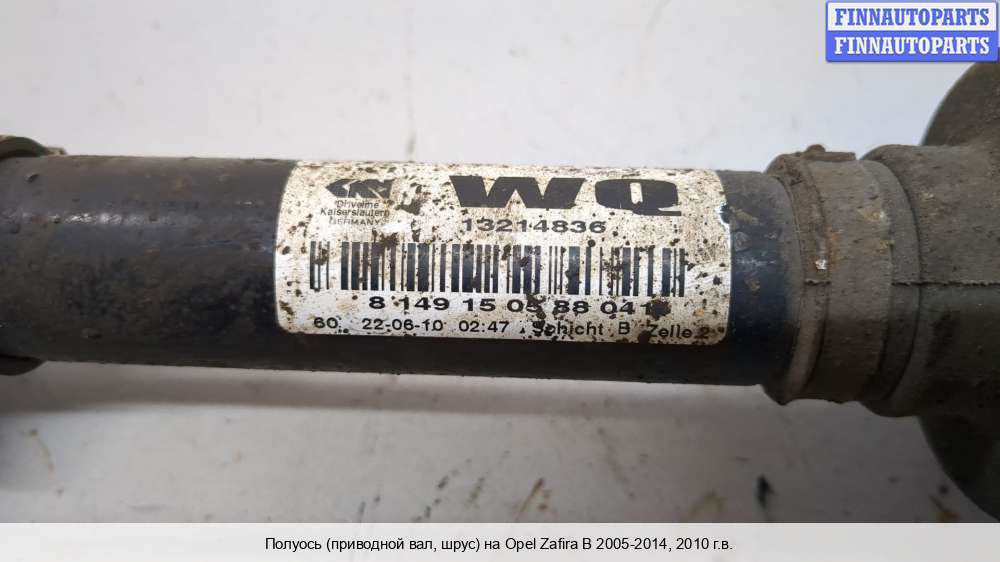 FINNAUTOPARTS
FINNAUTOPARTS
WQ
Driveline
Kaiserslautern
GERMANY
13214836
8 149 15 05 88 041
60 22-06-10 02:47 Schicht B Zelle 2
Полуось (приводной вал, шрус) на Opel Zafira B 2005-2014, 2010 г.в.